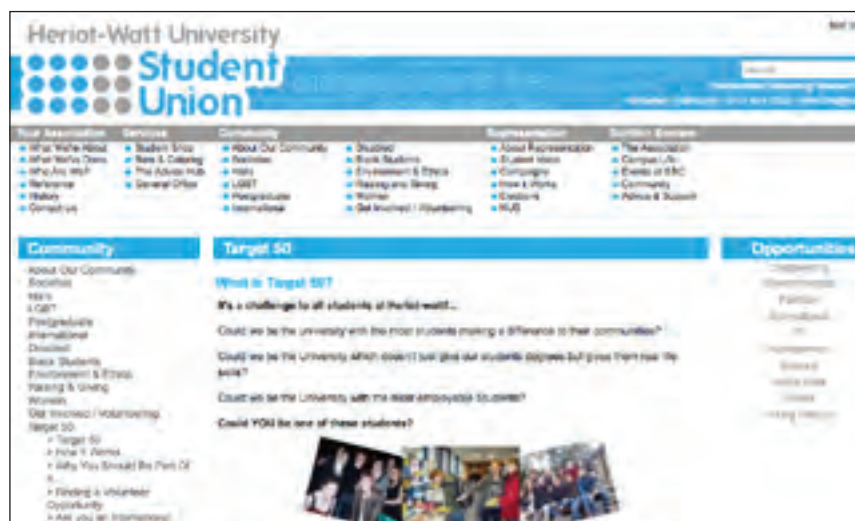 Heriot-Watt University
Student
Union
Your Association
What We're About
What We've Done
Who Are We?
Reference
History
Contact us
Services
Student Shop
Bars & Catering
The Advice Hub
General Office
Community
About Our Community
Societies
Halls
LGBT
Postgraduate
International
Disabled
Black Students
Environment & Ethics
Raising and Giving
Women
Get Involved / Volunteering
Representation
About Representation
Student Voice
Campaigns
How it Works
Elections
NUS
The Association
Campus Life
Community
Advice & Support
Community
About Our Community
Societies
Halls
LGBT
Postgraduate
International
Disabled
Black Students
Environment & Ethics
Raising & Giving
Women
Get Involved / Volunteering
Target 50
> Target 50
> How It Works
> Why You Should Be Part Of
It
> Finding a Volunteer
Opportunity
> Are you an International
Target 50
What is Target 50?
It's a challenge to all students at Heriot-watt!...
Could we be the university with the most students making a difference to their communities?
Could we be the University which doesn't just give our students degrees but gives them real life
skills?
Could we be the University with the most employable students?
Could YOU be one of these students?
Opportunities